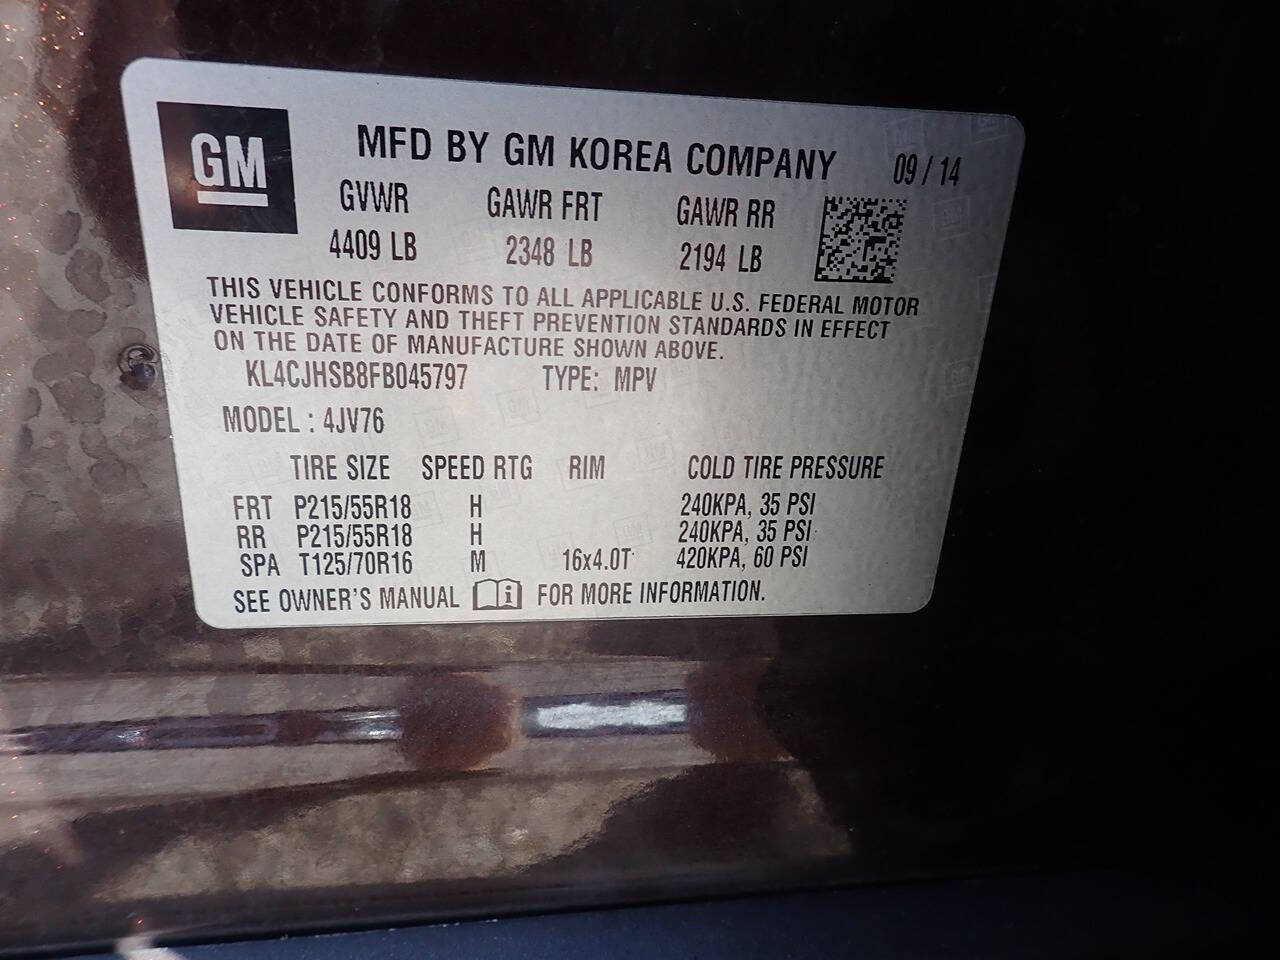 GM MFD BY GM KOREA COMPANY 09 / 14
GVWR GAWR FRT GAWR RR
4409 LB 2348 LB 2194 LB
THIS VEHICLE CONFORMS TO ALL APPLICABLE U.S. FEDERAL MOTOR
VEHICLE SAFETY AND THEFT PREVENTION STANDARDS IN EFFECT
ON THE DATE OF MANUFACTURE SHOWN ABOVE.
KL4CJHSB8FB045797 TYPE: MPV
MODEL : 4JV76
TIRE SIZE SPEED RTG RIM COLD TIRE PRESSURE
FRT P215/55R18 H 240KPA, 35 PSI
RR P215/55R18 H 240KPA, 35 PSI
SPA T125/70R16 M 16x4.0T 420KPA, 60 PSI
SEE OWNER'S MANUAL i FOR MORE INFORMATION.